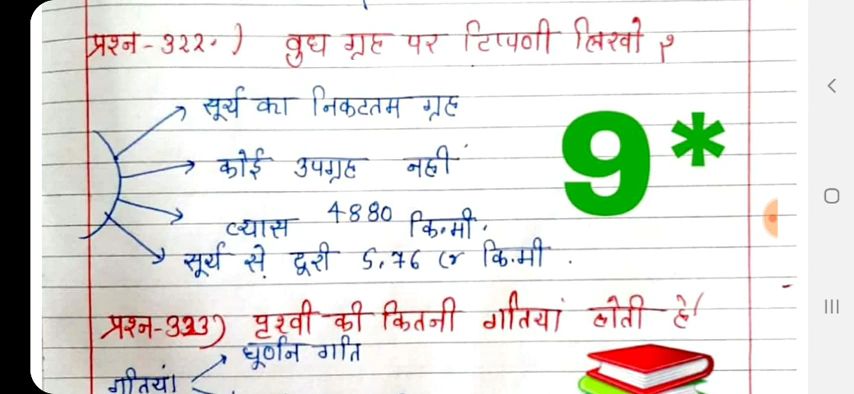 प्रश्न-322.) बुध ग्रह पर टिप्पणी लिखो ?
सूर्य का निकटतम ग्रह
कोई उपग्रह नहीं
व्यास 4880 कि.मी.
सूर्य से दूरी 5.76 Cr कि.मी.
9*
प्रश्न-323) पृथ्वी की कितनी गतियां होती है
घूर्णन गति
गतियां